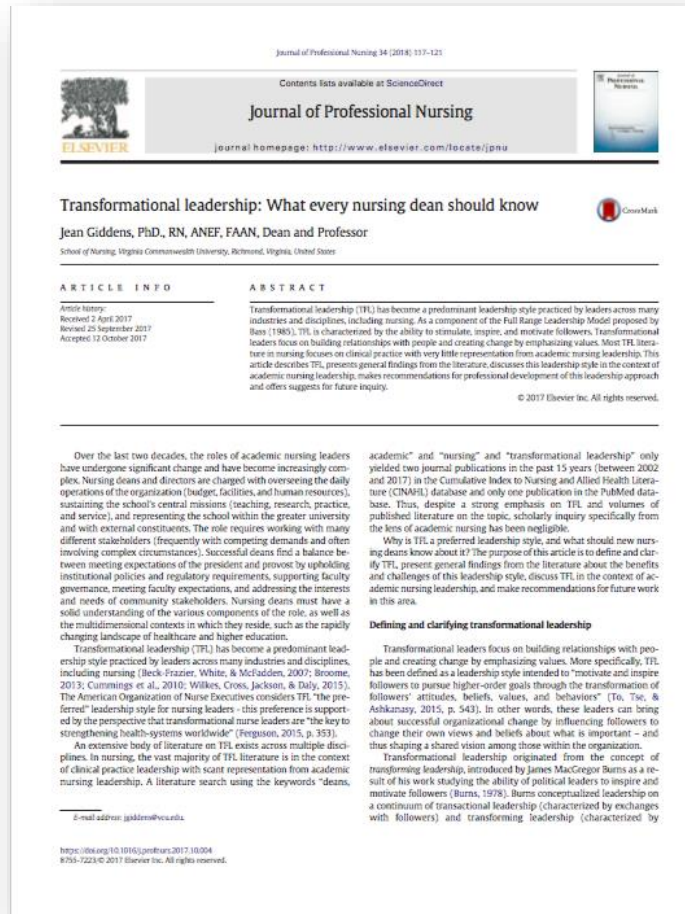 Journal of Professional Nursing 34 (2018) 117–121
Contents lists available at ScienceDirect
Journal of Professional Nursing
journal homepage: http://www.elsevier.com/locate/jpnu
ELSEVIER
Transformational leadership: What every nursing dean should know
CrossMark
Jean Giddens, PhD., RN, ANEF, FAAN, Dean and Professor
School of Nursing, Virginia Commonwealth University, Richmond, Virginia, United States
ARTICLE INFO
Article history:
Received 2 April 2017
Revised 25 September 2017
Accepted 12 October 2017
ABSTRACT
Transformational leadership (TFL) has become a predominant leadership style practiced by leaders across many
industries and disciplines, including nursing. As a component of the Full Range Leadership Model proposed by
Bass (1985), TFL is characterized by the ability to stimulate, inspire, and motivate followers. Transformational
leaders focus on building relationships with people and creating change by emphasizing values. Most TFL litera-
ture in nursing focuses on clinical practice with very little representation from academic nursing leadership. This
article describes TFL, presents general findings from the literature, discusses this leadership style in the context of
academic nursing leadership, makes recommendations for professional development of this leadership approach
and offers suggests for future inquiry.
© 2017 Elsevier Inc. All rights reserved.
Over the last two decades, the roles of academic nursing leaders
have undergone significant change and have become increasingly com-
plex. Nursing deans and directors are charged with overseeing the daily
operations of the organization (budget, facilities, and human resources),
sustaining the school's central missions (teaching, research, practice,
and service), and representing the school within the greater university
and with external constituents. The role requires working with many
different stakeholders (frequently with competing demands and often
involving complex circumstances). Successful deans find a balance be-
tween meeting expectations of the president and provost by upholding
institutional policies and regulatory requirements, supporting faculty
governance, meeting faculty expectations, and addressing the interests
and needs of community stakeholders. Nursing deans must have a
solid understanding of the various components of the role, as well as
the multidimensional contexts in which they reside, such as the rapidly
changing landscape of healthcare and higher education.
Transformational leadership (TFL) has become a predominant lead-
ership style practiced by leaders across many industries and disciplines,
including nursing (Beck-Frazier, White, & McFadden, 2007; Broome,
2013; Cummings et al., 2010; Wilkes, Cross, Jackson, & Daly, 2015).
The American Organization of Nurse Executives considers TFL "the pre-
ferred" leadership style for nursing leaders - this preference is support-
ed by the perspective that transformational nurse leaders are "the key to
strengthening health-systems worldwide" (Ferguson, 2015, p. 353).
An extensive body of literature on TFL exists across multiple disci-
plines. In nursing, the vast majority of TFL literature is in the context
of clinical practice leadership with scant representation from academic
nursing leadership. A literature search using the keywords "deans,
E-mail address: jgiddens@vcu.edu.
academic" and "nursing" and "transformational leadership" only
yielded two journal publications in the past 15 years (between 2002
and 2017) in the Cumulative Index to Nursing and Allied Health Litera-
ture (CINAHL) database and only one publication in the PubMed data-
base. Thus, despite a strong emphasis on TFL and volumes of
published literature on the topic, scholarly inquiry specifically from
the lens of academic nursing has been negligible.
Why is TFL a preferred leadership style, and what should new nurs-
ing deans know about it? The purpose of this article is to define and clar-
ify TFL, present general findings from the literature about the benefits
and challenges of this leadership style, discuss TFL in the context of ac-
ademic nursing leadership, and make recommendations for future work
in this area.
Defining and clarifying transformational leadership
Transformational leaders focus on building relationships with peo-
ple and creating change by emphasizing values. More specifically, TFL
has been defined as a leadership style intended to "motivate and inspire
followers to pursue higher-order goals through the transformation of
followers' attitudes, beliefs, values, and behaviors" (To, Tse, &
Ashkanasy, 2015, p. 543). In other words, these leaders can bring
about successful organizational change by influencing followers to
change their own views and beliefs about what is important – and
thus shaping a shared vision among those within the organization.
Transformational leadership originated from the concept of
transforming leadership, introduced by James MacGregor Burns as a re-
sult of his work studying the ability of political leaders to inspire and
motivate followers (Burns, 1978). Burns conceptualized leadership on
a continuum of transactional leadership (characterized by exchanges
with followers) and transforming leadership (characterized by
https://doi.org/10.1016/j.profnurs.2017.10.004
8755-7223/© 2017 Elsevier Inc. All rights reserved.